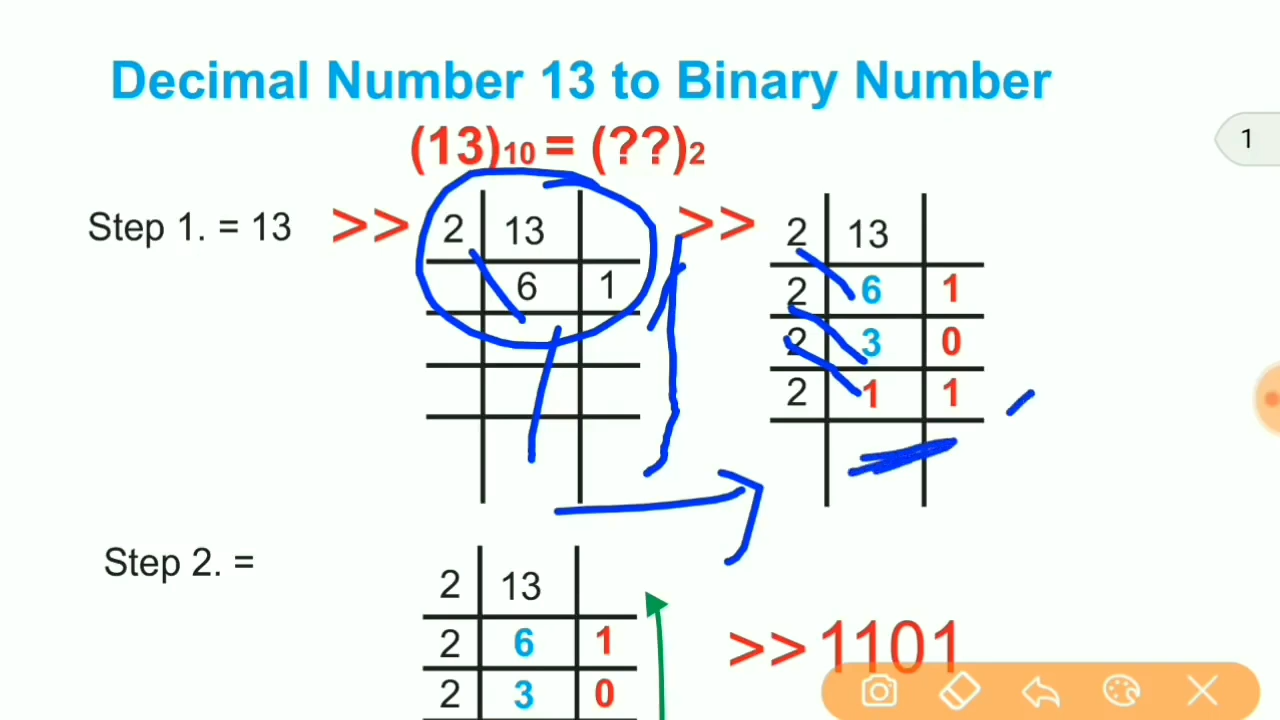 Decimal Number 13 to Binary Number
(13)10 = (??)2
1
Step 1. = 13 >>
2 13
6 1
>>
2 13
2 6 1
2 3 0
2 1 1
Step 2. =
2 13
2 6 1
2 3 0
>> 1101